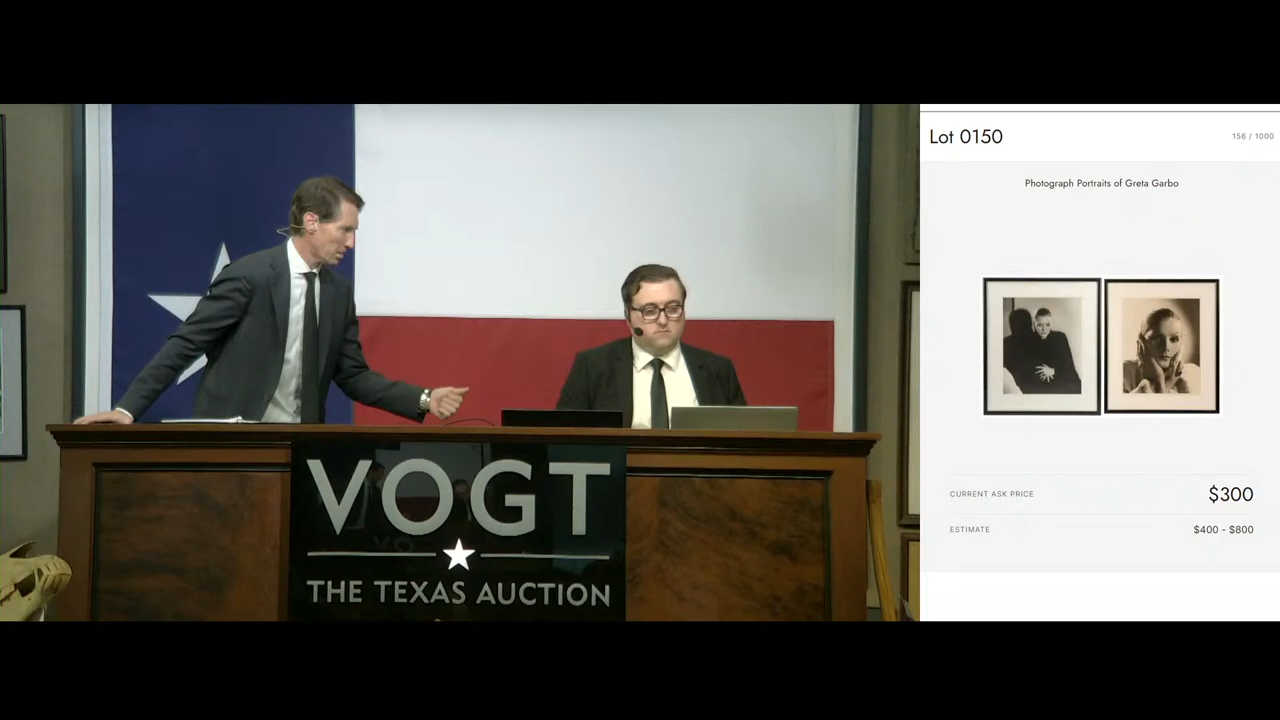 VOGT
THE TEXAS AUCTION
Lot 0150
156 / 1000
Photograph Portraits of Greta Garbo
CURRENT ASK PRICE
$300
ESTIMATE
$400 - $800